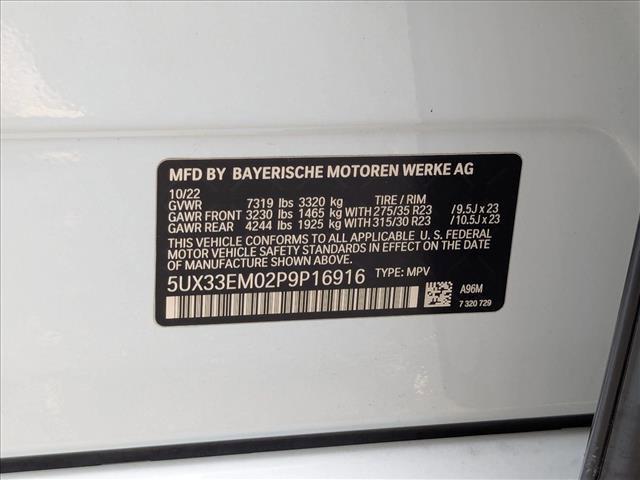 MFD BY BAYERISCHE MOTOREN WERKE AG
10/22
GVWR 7319 lbs 3320 kg TIRE / RIM
GAWR FRONT 3230 lbs 1465 kg WITH 275/35 R23 /9.5J x 23
GAWR REAR 4244 lbs 1925 kg WITH 315/30 R23 /10.5J x 23
THIS VEHICLE CONFORMS TO ALL APPLICABLE U. S. FEDERAL
MOTOR VEHICLE SAFETY STANDARDS IN EFFECT ON THE DATE
OF MANUFACTURE SHOWN ABOVE.
5UX33EM02P9P16916 TYPE: MPV
A96M
7 320 729